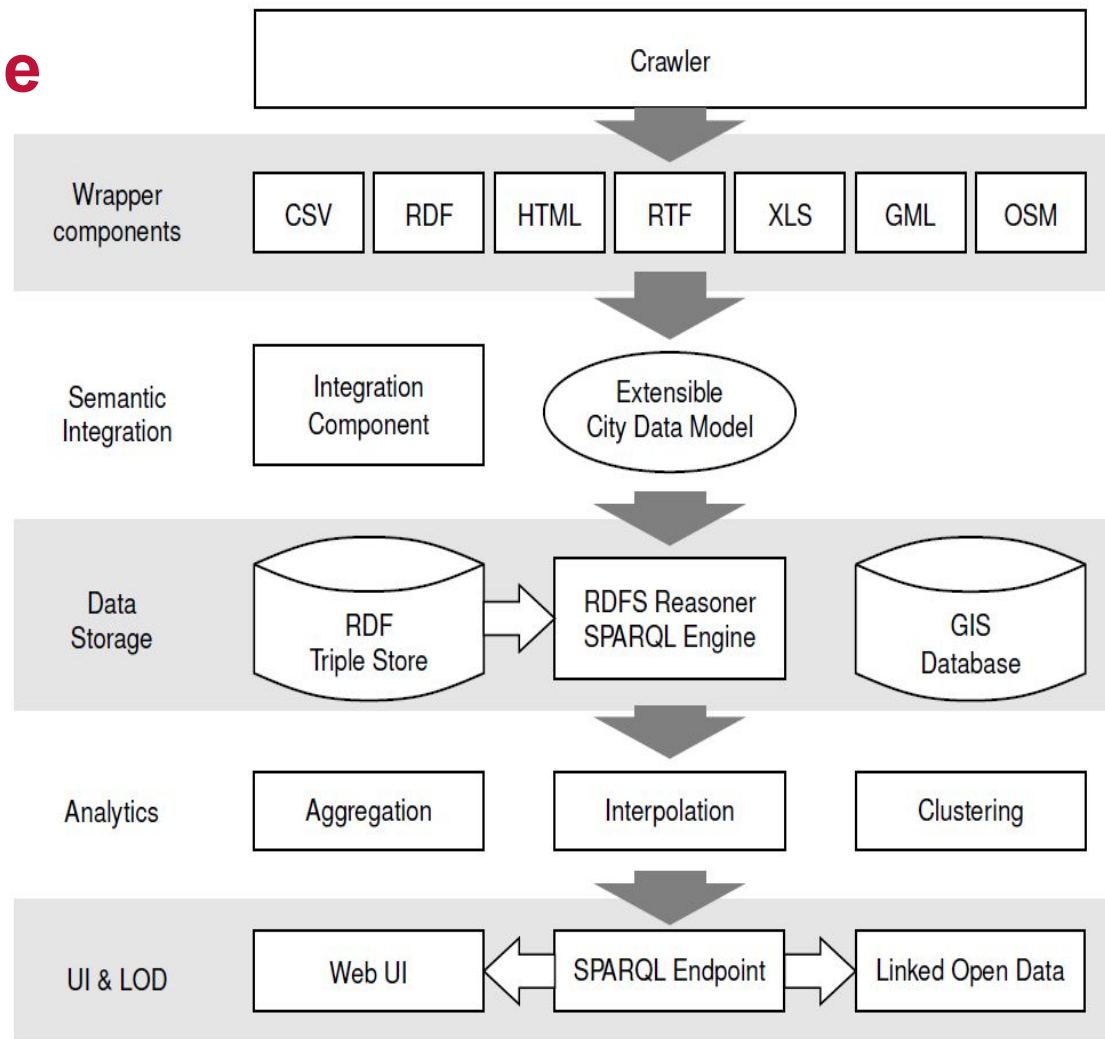 e
Crawler
Wrapper
components
CSV
RDF
HTML
RTF
XLS
GML
OSM
Semantic
Integration
Integration
Component
Extensible
City Data Model
Data
Storage
RDF
Triple Store
RDFS Reasoner
SPARQL Engine
GIS
Database
Analytics
Aggregation
Interpolation
Clustering
UI & LOD
Web UI
SPARQL Endpoint
Linked Open Data